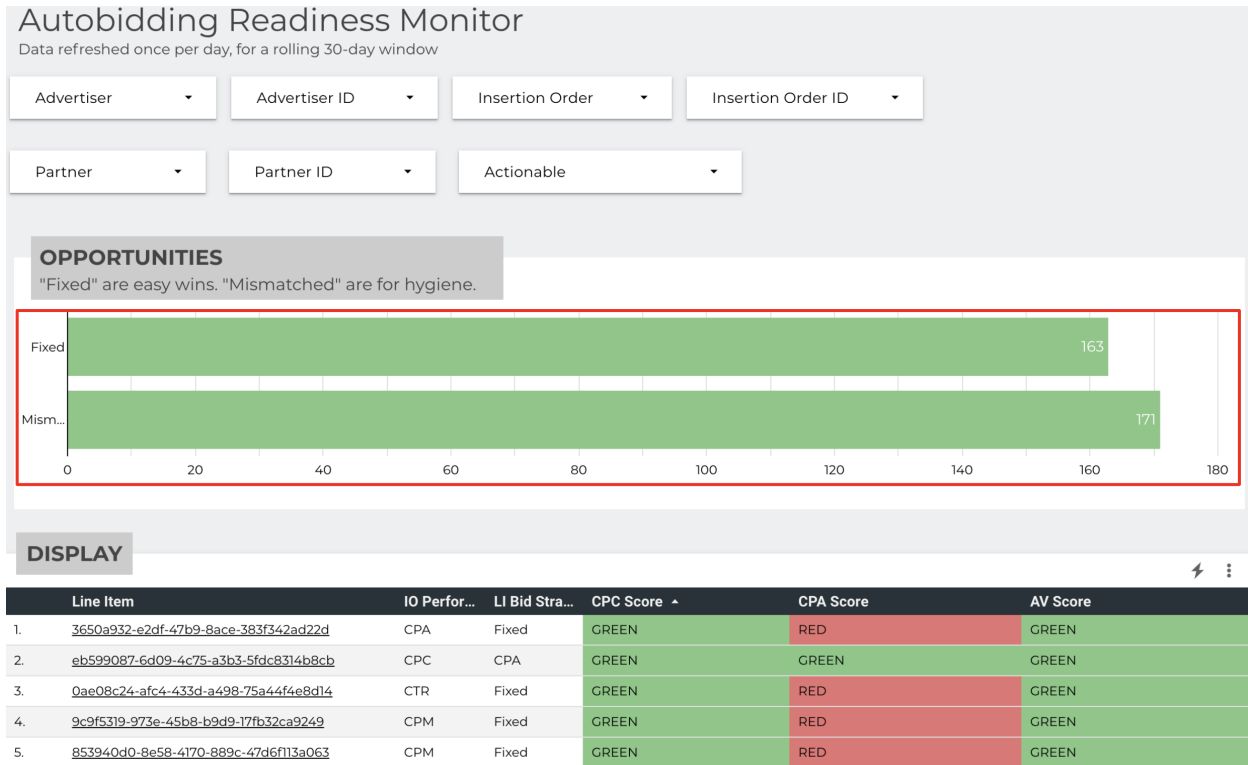 Autobidding Readiness Monitor
Data refreshed once per day, for a rolling 30-day window
Advertiser Advertiser ID Insertion Order Insertion Order ID
Partner Partner ID Actionable
OPPORTUNITIES
"Fixed" are easy wins. "Mismatched" are for hygiene.
Fixed 163
Mism... 171
0 20 40 60 80 100 120 140 160 180
DISPLAY
Line Item IO Perfor... LI Bid Stra... CPC Score CPA Score AV Score
1. 3650a932-e2df-47b9-8ace-383f342ad22d CPA Fixed GREEN RED GREEN
2. eb599087-6d09-4c75-a3b3-5fdc8314b8cb CPC CPA GREEN GREEN GREEN
3. 0ae08c24-afc4-433d-a498-75a44f4e8d14 CTR Fixed GREEN RED GREEN
4. 9c9f5319-973e-45b8-b9d9-17fb32ca9249 CPM Fixed GREEN RED GREEN
5. 853940d0-8e58-4170-889c-47d6f113a063 CPM Fixed GREEN RED GREEN